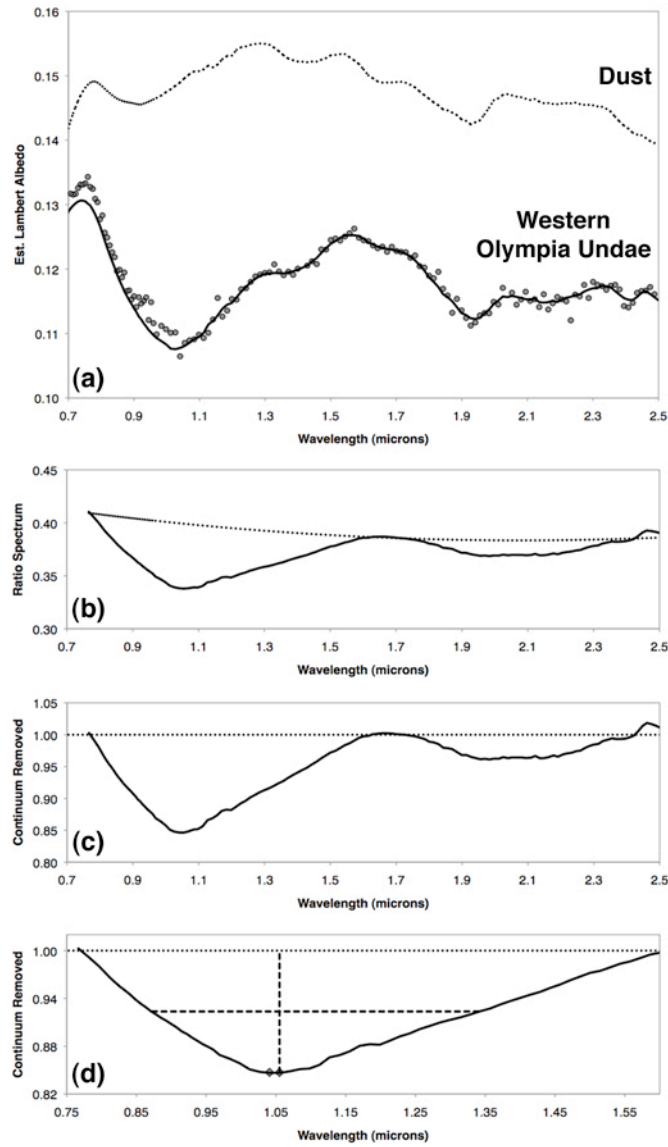 0.16
0.15
0.14
0.13
0.12
0.11
0.10
Est. Lambert Albedo
Dust
Western
Olympia Undae
(a)
0.7 0.9 1.1 1.3 1.5 1.7 1.9 2.1 2.3 2.5
Wavelength (microns)
0.45
0.40
0.35
0.30
Ratio Spectrum
(b)
0.7 0.9 1.1 1.3 1.5 1.7 1.9 2.1 2.3 2.5
Wavelength (microns)
1.05
1.00
0.95
0.90
0.85
0.80
Continuum Removed
(c)
0.7 0.9 1.1 1.3 1.5 1.7 1.9 2.1 2.3 2.5
Wavelength (microns)
1.00
0.94
0.88
0.82
Continuum Removed
(d)
0.75 0.85 0.95 1.05 1.15 1.25 1.35 1.45 1.55
Wavelength (microns)